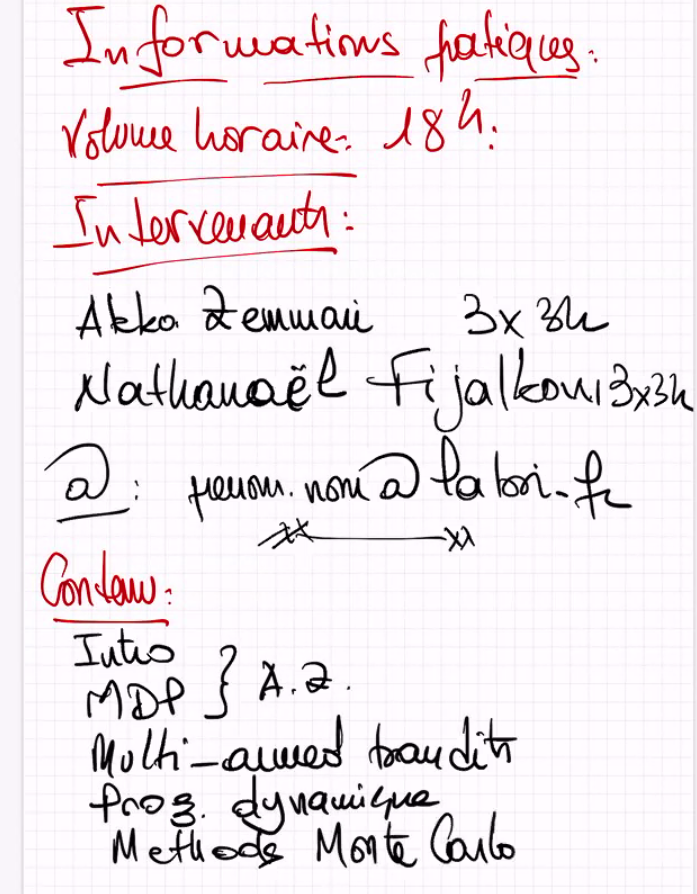 Informations pratiques:
Volume horaire: 18h.
Intervenants:
Akka Zemmari 3x3h
Nathanaël Fijalkow 3x3h
@: prenom.nom@labri.fr
Contenu:
Intro
MDP } A.Z.
Multi-armed bandits
Prog. dynamique
Methods Monte Carlo